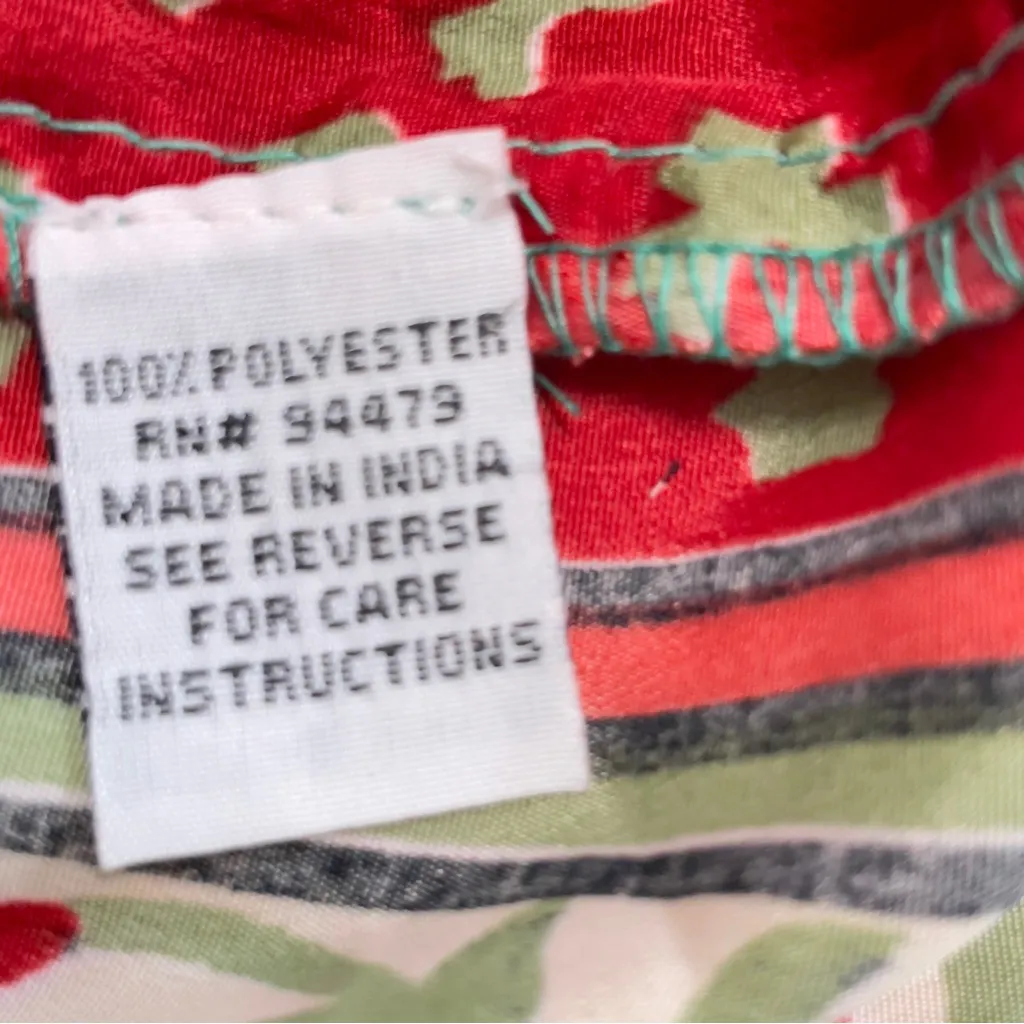 100% POLYESTER
RN# 94479
MADE IN INDIA
SEE REVERSE
FOR CARE
INSTRUCTIONS